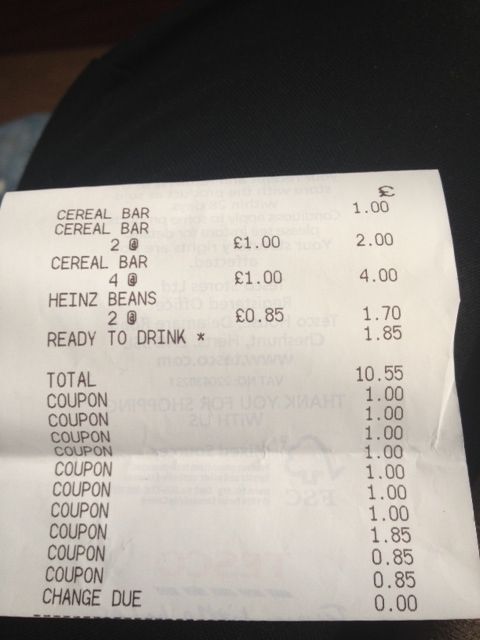 £
CEREAL BAR 1.00
CEREAL BAR
2 @ £1.00 2.00
CEREAL BAR
4 @ £1.00 4.00
HEINZ BEANS
2 @ £0.85 1.70
READY TO DRINK * 1.85
TOTAL 10.55
COUPON 1.00
COUPON 1.00
COUPON 1.00
COUPON 1.00
COUPON 1.00
COUPON 1.00
COUPON 1.00
COUPON 1.85
COUPON 0.85
COUPON 0.85
CHANGE DUE 0.00